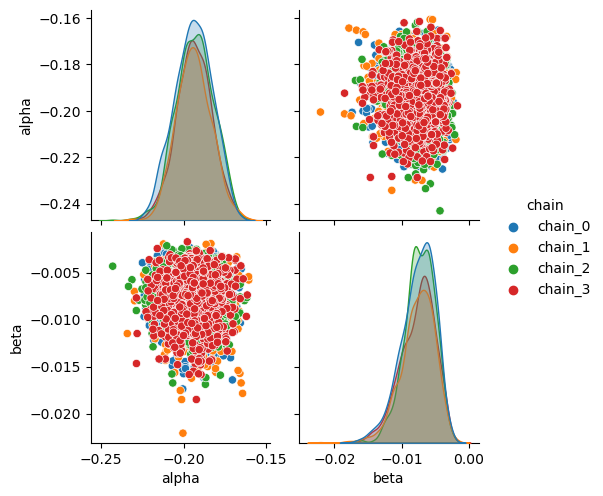 −0.16
−0.18
−0.20
−0.22
−0.24
alpha
chain
chain_0
chain_1
chain_2
chain_3
−0.005
−0.010
−0.015
−0.020
beta
−0.25
−0.20
−0.15
alpha
−0.02
−0.01
0.00
beta